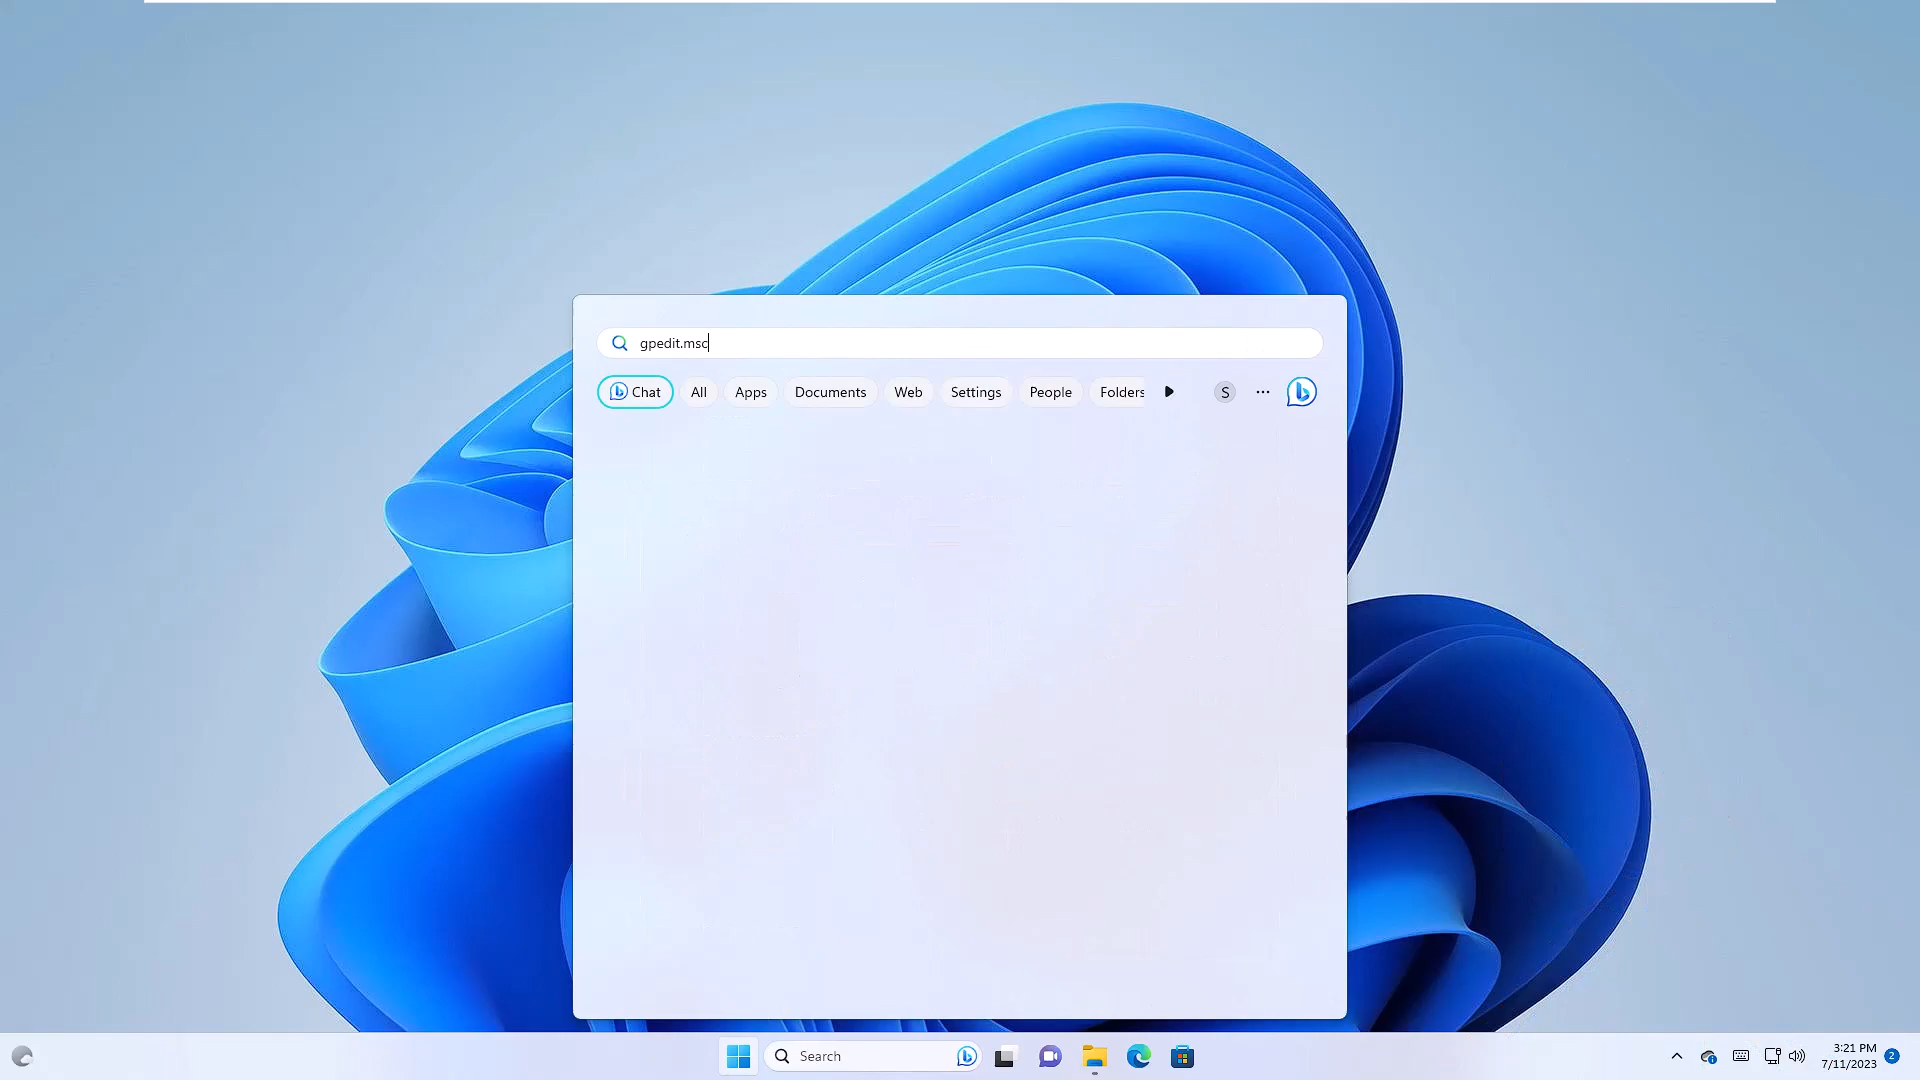 gpedit.msc
Chat All Apps Documents Web Settings People Folders S ...
Search
3:21 PM
7/11/2023 2